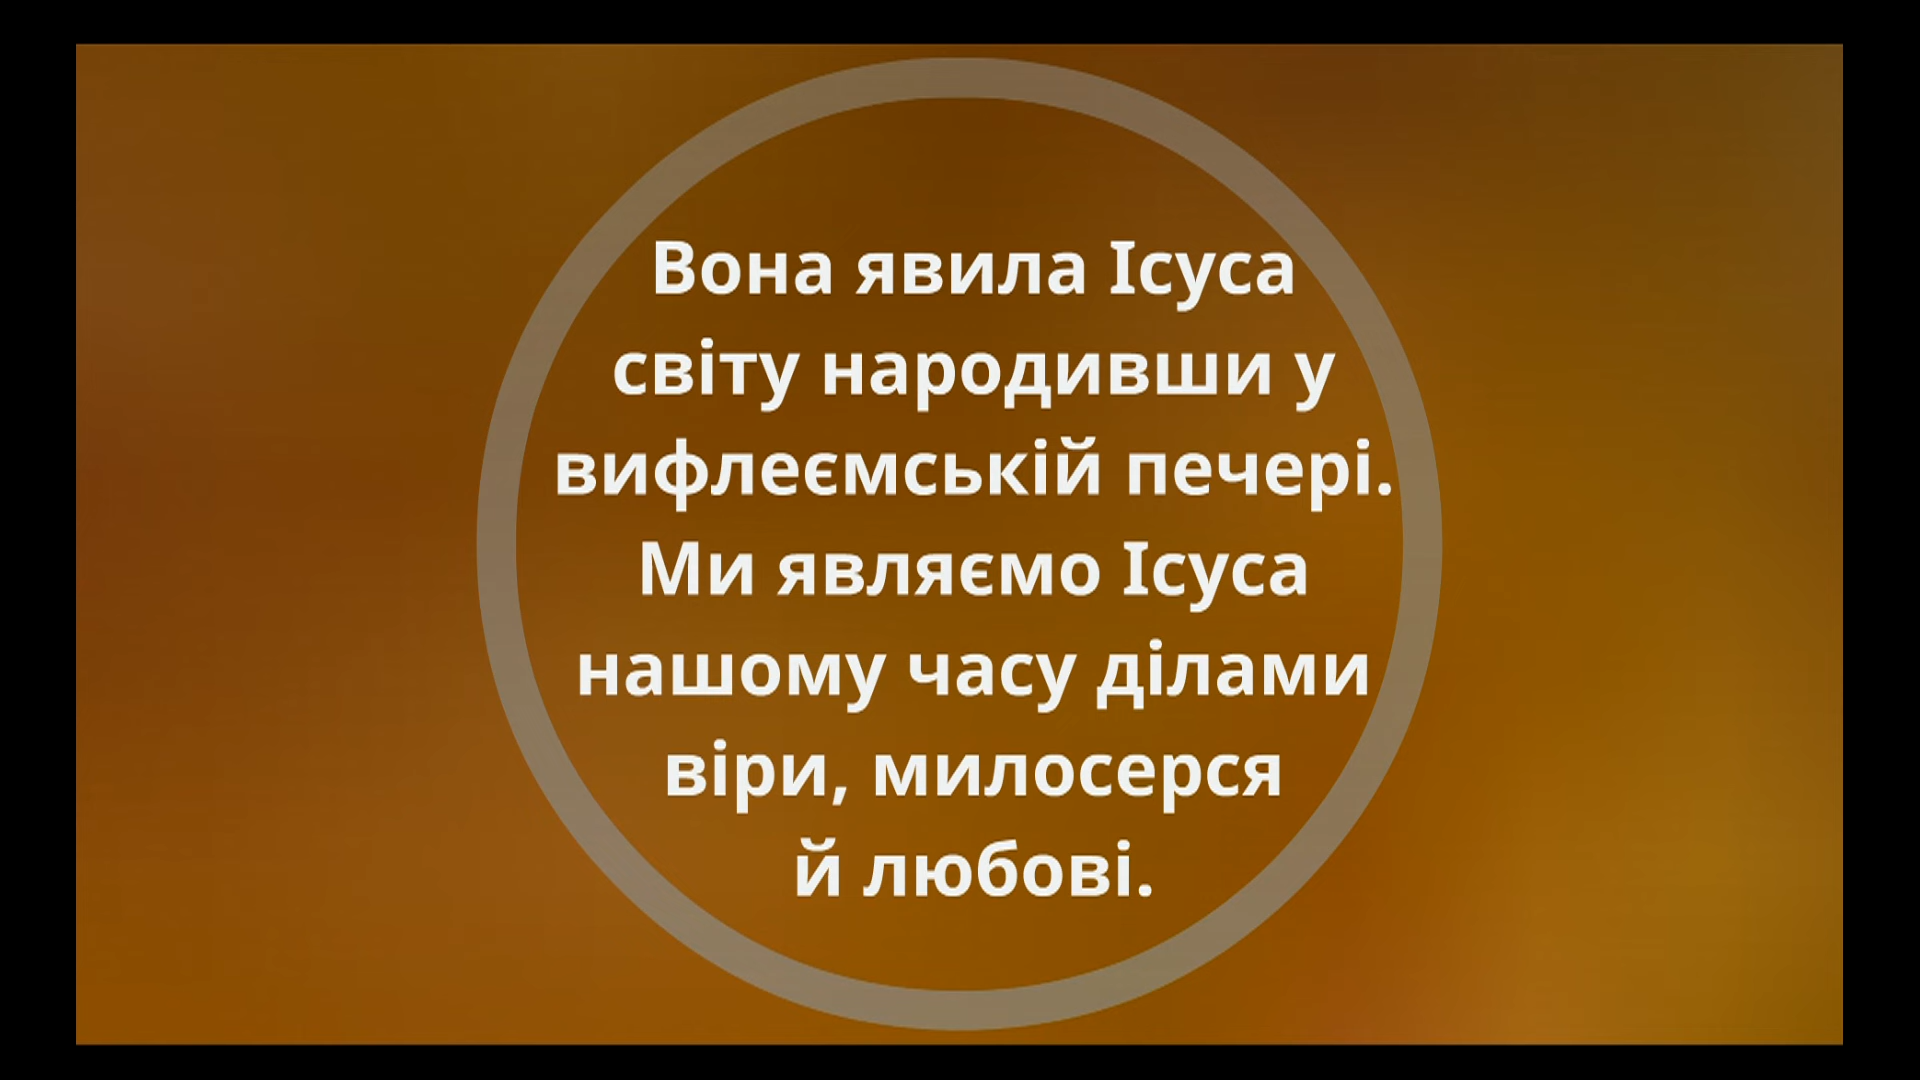 Вона явила Ісуса
світу народивши у
вифлеємській печері.
Ми являємо Ісуса
нашому часу ділами
віри, милосерся
й любові.